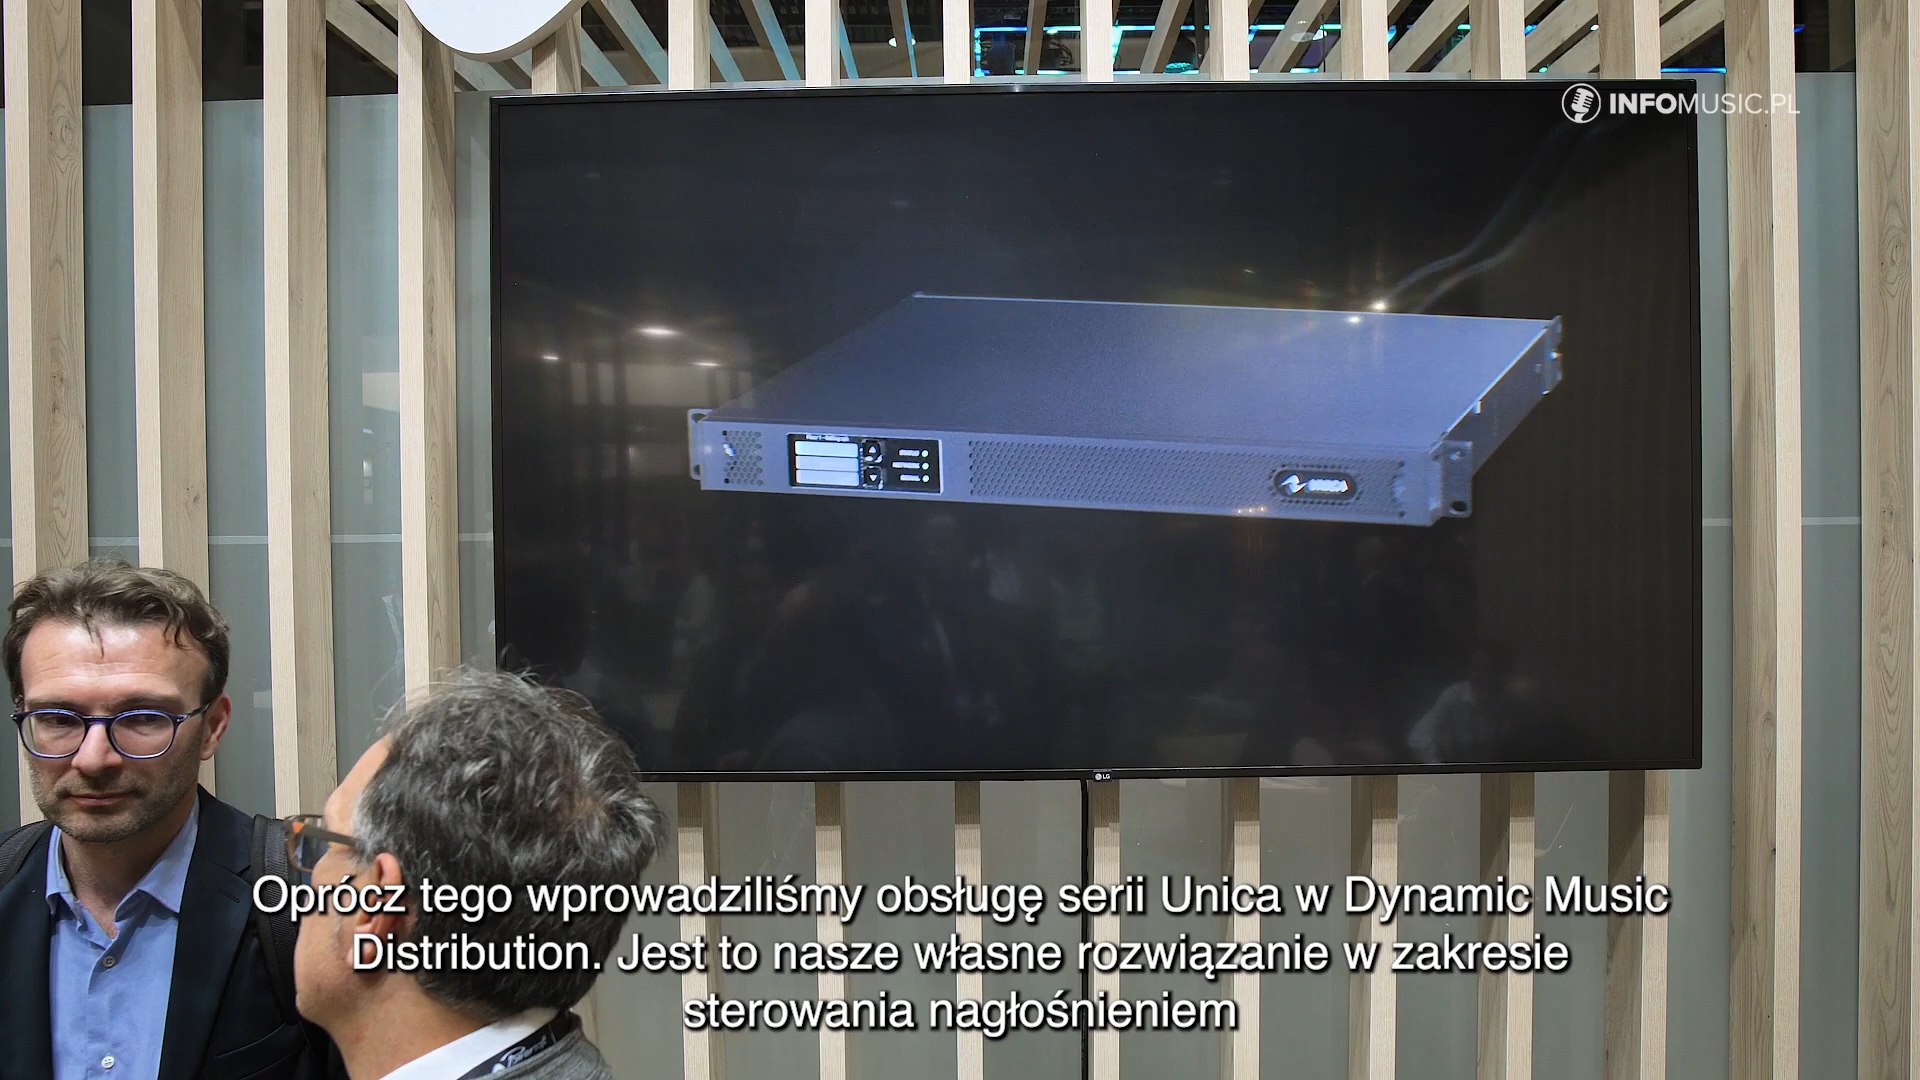 INFOMUSIC.PL
UNICA
LG
Oprócz tego wprowadziliśmy obsługę serii Unica w Dynamic Music
Distribution. Jest to nasze własne rozwiązanie w zakresie
sterowania nagłośnieniem